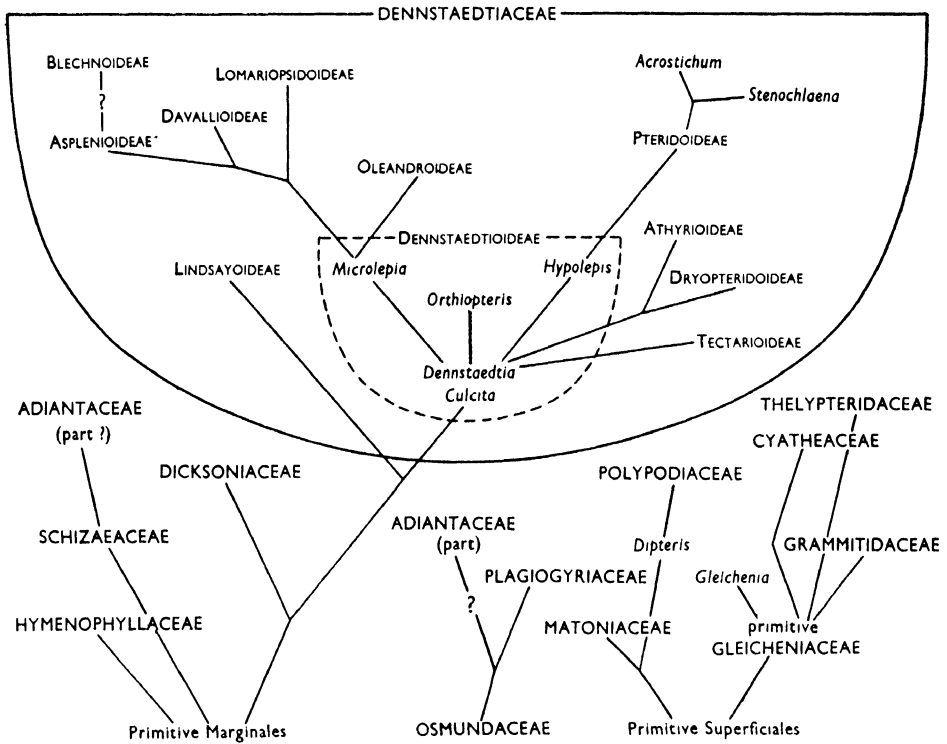 DENNSTAEDTIACEAE
BLECHNOIDEAE
?
ASPLENIOIDEAE
DAVALLIOIDEAE
LOMARIOPSIDOIDEAE
OLEANDROIDEAE
Acrostichum
Stenochlaena
PTERIDOIDEAE
DENNSTAEDTIOIDEAE
LINDSAYOIDEAE
Microlepia
Hypolepis
ATHYRIOIDEAE
DRYOPTERIDOIDEAE
Orthiopteris
TECTARIOIDEAE
Dennstaedtia
Culcita
ADIANTACEAE
(part ?)
THELYPTERIDACEAE
CYATHEACEAE
DICKSONIACEAE
POLYPODIACEAE
SCHIZAEACEAE
ADIANTACEAE
(part)
Dipteris
GRAMMITIDACEAE
PLAGIOGYRIACEAE
Gleichenia
?
HYMENOPHYLLACEAE
MATONIACEAE
primitive
GLEICHENIACEAE
Primitive Marginales
OSMUNDACEAE
Primitive Superficiales